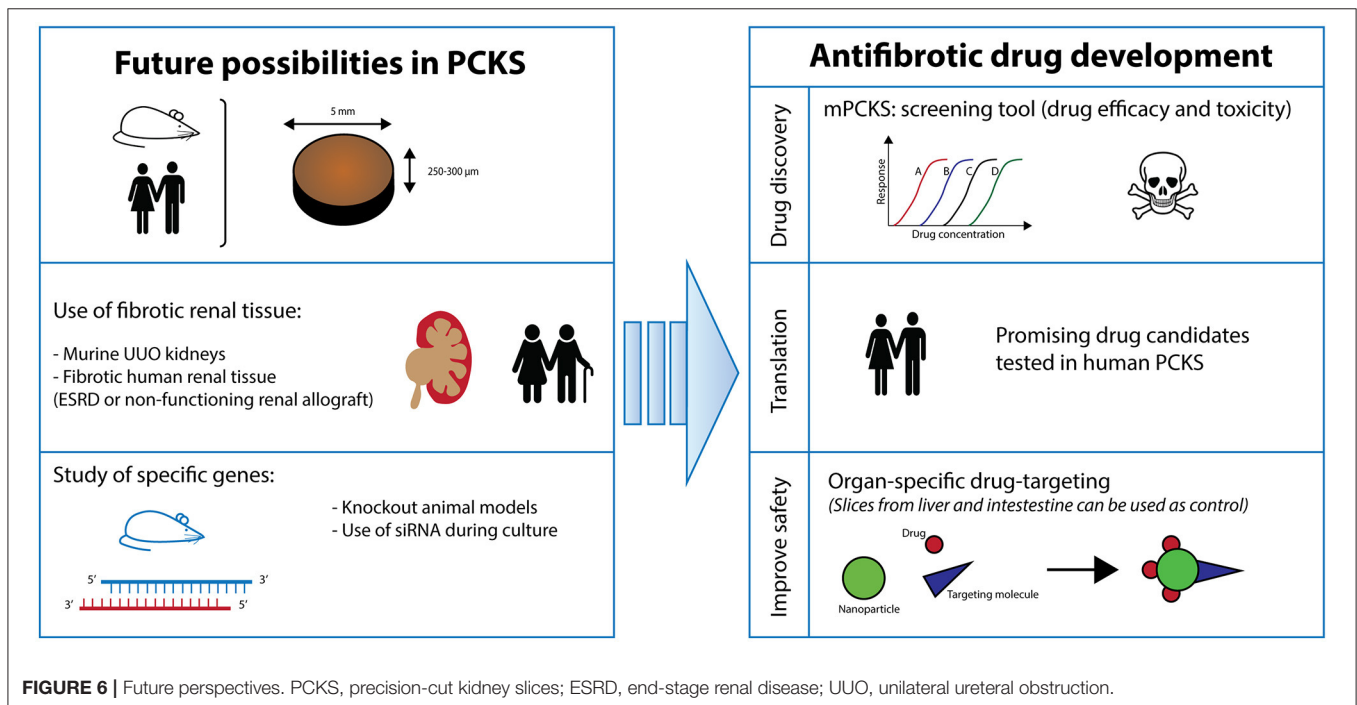 Future possibilities in PCKS
5 mm
250-300 µm
Use of fibrotic renal tissue:
- Murine UUO kidneys
- Fibrotic human renal tissue
(ESRD or non-functioning renal allograft)
Study of specific genes:
- Knockout animal models
- Use of siRNA during culture
5’ 3’
3’ 5’
Antifibrotic drug development
Drug discovery
mPCKS: screening tool (drug efficacy and toxicity)
Response
A B C D
Drug concentration
Translation
Promising drug candidates
tested in human PCKS
Improve safety
Organ-specific drug-targeting
(Slices from liver and intestestine can be used as control)
Drug
Nanoparticle
Targeting molecule
FIGURE 6 | Future perspectives. PCKS, precision-cut kidney slices; ESRD, end-stage renal disease; UUO, unilateral ureteral obstruction.